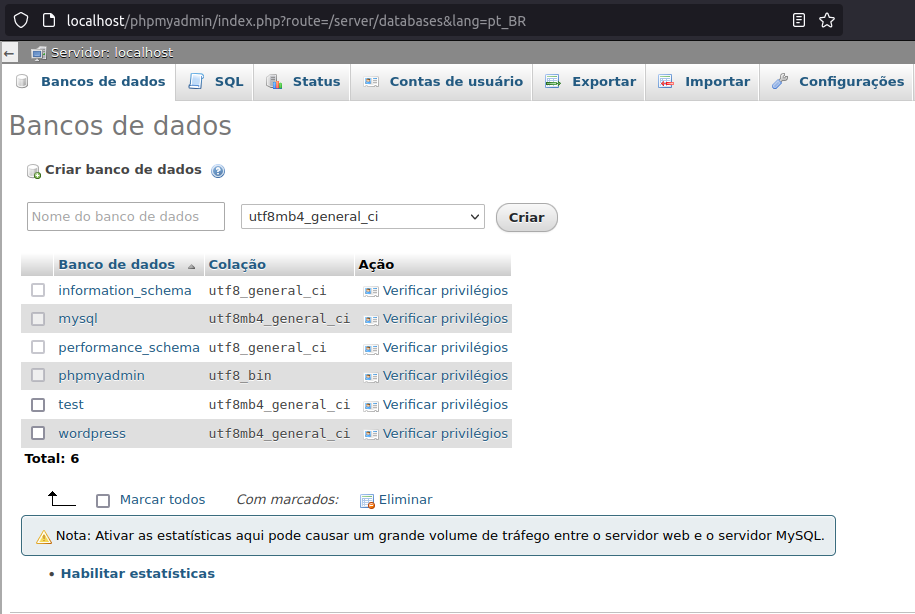 localhost/phpmyadmin/index.php?route=/server/databases&lang=pt_BR
← Servidor: localhost
Bancos de dados SQL Status Contas de usuário Exportar Importar Configurações
Bancos de dados
Criar banco de dados
Nome do banco de dados utf8mb4_general_ci Criar
Banco de dados Colação Ação
information_schema utf8_general_ci Verificar privilégios
mysql utf8mb4_general_ci Verificar privilégios
performance_schema utf8_general_ci Verificar privilégios
phpmyadmin utf8_bin Verificar privilégios
test utf8mb4_general_ci Verificar privilégios
wordpress utf8mb4_general_ci Verificar privilégios
Total: 6
Marcar todos Com marcados: Eliminar
Nota: Ativar as estatísticas aqui pode causar um grande volume de tráfego entre o servidor web e o servidor MySQL.
• Habilitar estatísticas